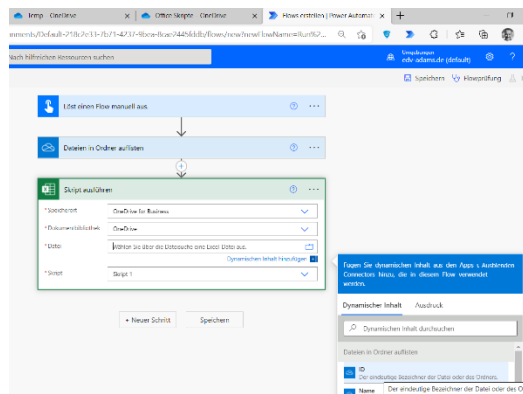 Temp - OneDrive
Office Skripte - OneDrive
Flows erstellen | Power Automate
Nach hilfreichen Ressourcen suchen
Umgebungen
edv-adams.de (default)
Speichern
Flowprüfung
Löst einen Flow manuell aus.
Dateien in Ordner auflisten
Skript ausführen
* Speicherort
OneDrive for Business
* Dokumentbibliothek
OneDrive
* Datei
Wählen Sie über die Dateisuche eine Excel-Datei aus.
Dynamischen Inhalt hinzufügen
* Skript
Skript 1
+ Neuer Schritt
Speichern
Fügen Sie dynamischen Inhalt aus den Apps u. Ausblenden
Connectors hinzu, die in diesem Flow verwendet
werden.
Dynamischer Inhalt
Ausdruck
Dynamischen Inhalt durchsuchen
Dateien in Ordner auflisten
ID
Der eindeutige Bezeichner der Datei oder des Ordners.
Name
Der eindeutige Bezeichner der Datei oder des O